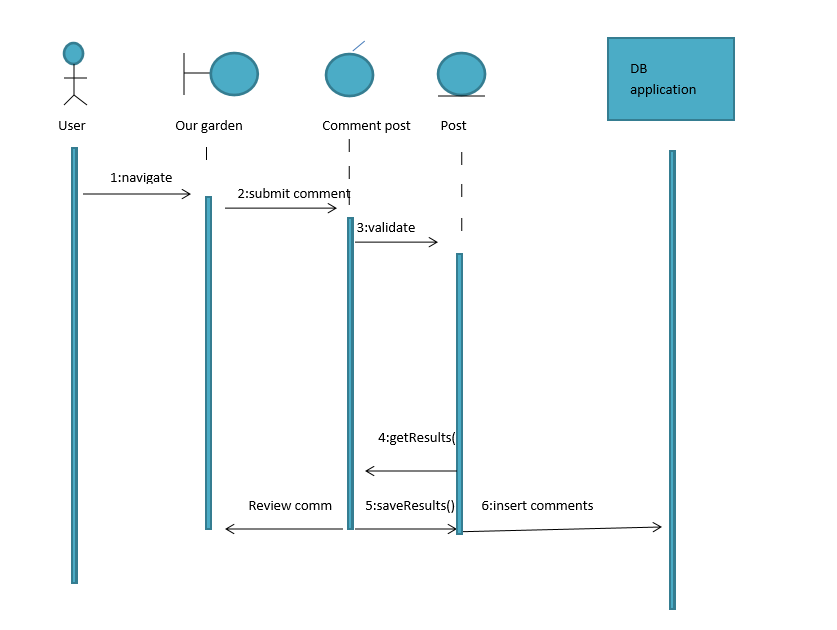 DB
application
User
Our garden
Comment post
Post
1:navigate
2:submit comment
3:validate
4:getResults(
Review comm
5:saveResults()
6:insert comments